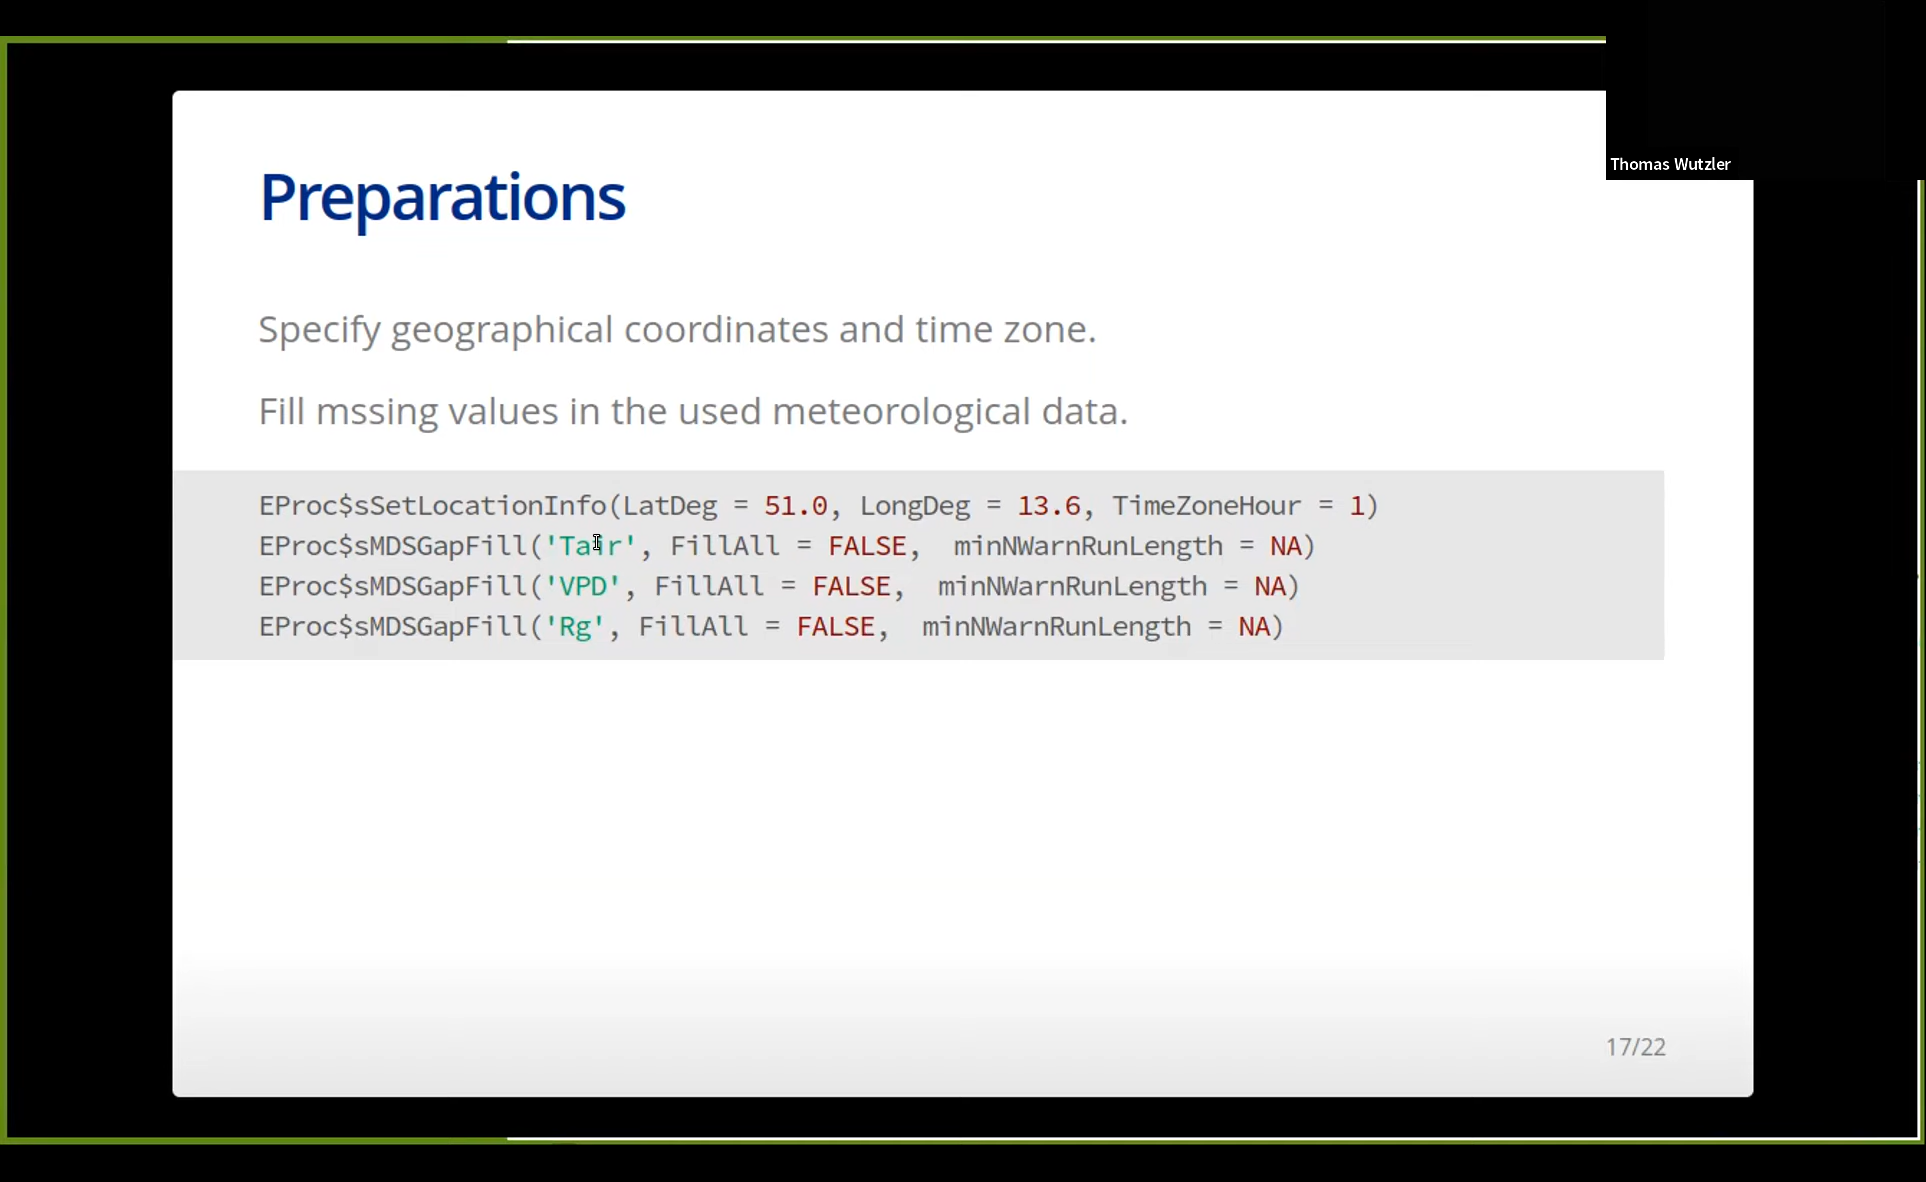 Thomas Wutzler
Preparations
Specify geographical coordinates and time zone.
Fill mssing values in the used meteorological data.
EProc$sSetLocationInfo(LatDeg = 51.0, LongDeg = 13.6, TimeZoneHour = 1)
EProc$sMDSGapFill('Tair', FillAll = FALSE,  minNWarnRunLength = NA)
EProc$sMDSGapFill('VPD', FillAll = FALSE,  minNWarnRunLength = NA)
EProc$sMDSGapFill('Rg', FillAll = FALSE,  minNWarnRunLength = NA)
17/22